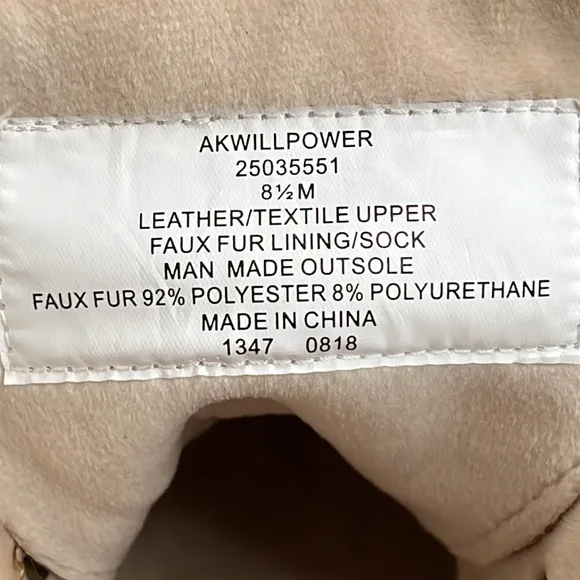 AKWILLPOWER
25035551
8½ M
LEATHER/TEXTILE UPPER
FAUX FUR LINING/SOCK
MAN MADE OUTSOLE
FAUX FUR 92% POLYESTER 8% POLYURETHANE
MADE IN CHINA
1347 0818